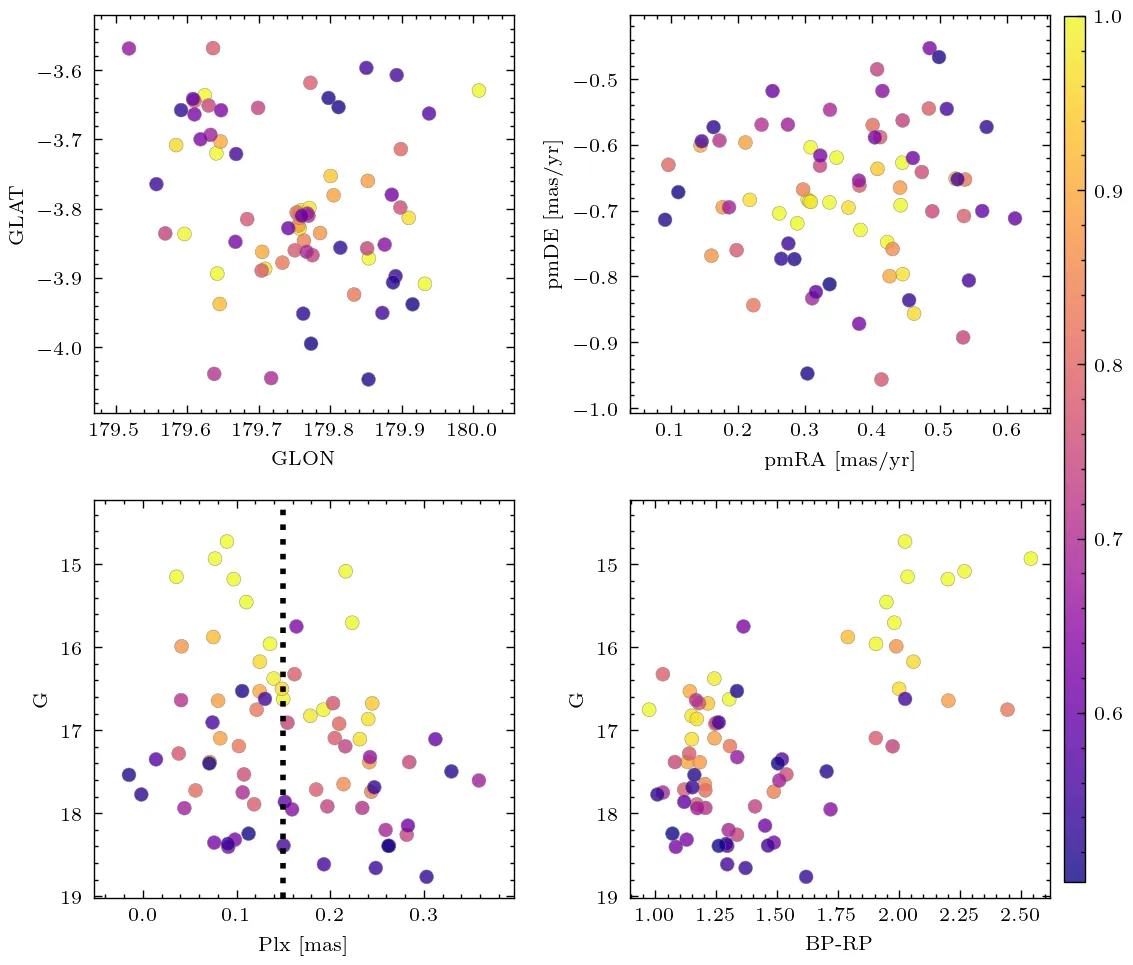 −3.6
−3.7
−3.8
−3.9
−4.0
GLAT
179.5 179.6 179.7 179.8 179.9 180.0
GLON
−0.5
−0.6
−0.7
−0.8
−0.9
−1.0
pmDE [mas/yr]
0.1 0.2 0.3 0.4 0.5 0.6
pmRA [mas/yr]
1.0
0.9
0.8
0.7
0.6
15
16
17
18
19
G
0.0 0.1 0.2 0.3
Plx [mas]
15
16
17
18
19
G
1.00 1.25 1.50 1.75 2.00 2.25 2.50
BP-RP